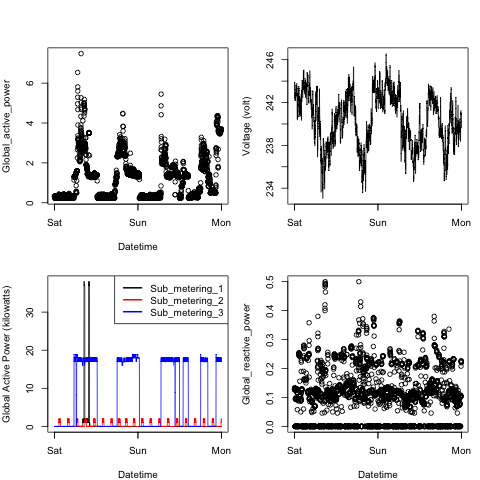 Global_active_power
0 2 4 6
Sat Sun Mon
Datetime
Voltage (volt)
234 238 242 246
Sat Sun Mon
Datetime
Global Active Power (kilowatts)
0 10 20 30
Sub_metering_1
Sub_metering_2
Sub_metering_3
Sat Sun Mon
Datetime
Global_reactive_power
0.0 0.1 0.2 0.3 0.4 0.5
Sat Sun Mon
Datetime